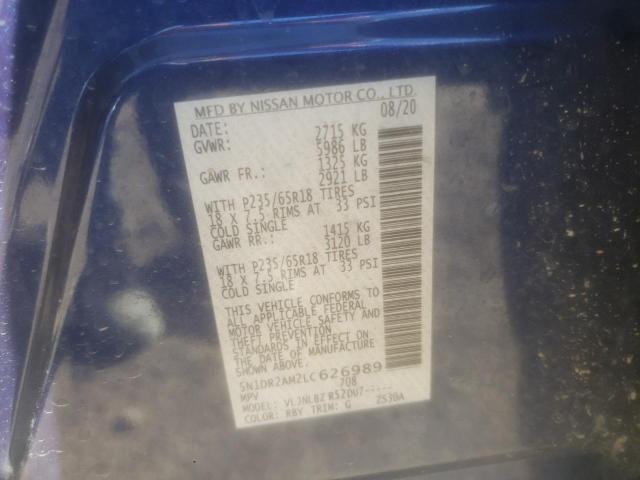 MFD BY NISSAN MOTOR CO., LTD.
DATE: 08/20
GVWR: 2715 KG
5986 LB
GAWR FR.: 1325 KG
2921 LB
WITH P235/65R18 TIRES
18 X 7.5 RIMS AT 33 PSI
COLD SINGLE
GAWR RR.: 1415 KG
3120 LB
WITH P235/65R18 TIRES
18 X 7.5 RIMS AT 33 PSI
COLD SINGLE
THIS VEHICLE CONFORMS TO
ALL APPLICABLE FEDERAL
MOTOR VEHICLE SAFETY AND
THEFT PREVENTION
STANDARDS IN EFFECT ON
THE DATE OF MANUFACTURE
SHOWN ABOVE.
5N1DR2AM2LC626989
MPV 708
MODEL: VLJNLBZ R520U7-----
COLOR: RBY TRIM: G 2S30A